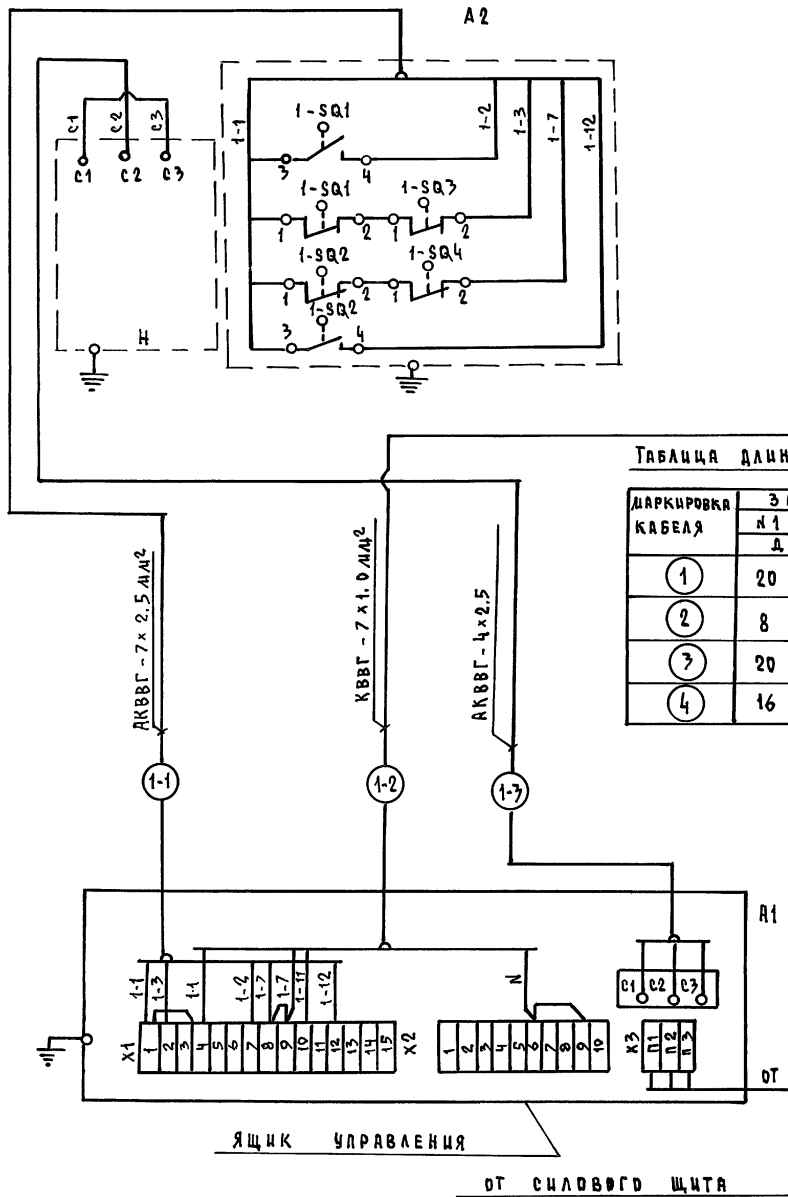 А2
С1
С2
С3
С1 С2 С3
Н
1-1
1-2
1-3
1-7
1-12
1-SQ1
3 4
1-SQ1 1-SQ3
1 2 1 2
1-SQ2 1-SQ4
1 2 1 2
1-SQ2
3 4
ТАБЛИЦА ДЛИН
МАРКИРОВКА КАБЕЛЯ
№1
Д
1 20
2 8
3 20
4 16
АКВВГ-7×2.5ММ²
КВВГ-7×1.0ММ²
АКВВГ-4×2.5
1-1
1-2
1-3
А1
1-1
1-3
1-1
1-2
1-7
1-7
1-11
1-12
N
С1 С2 С3
Х1
1 2 3 4 5 6 7 8 9 10 11 12 13 14 15
Х2
1 2 3 4 5 6 7 8 9 10
Х3
П1 П2 П3
ОТ
ЯЩИК УПРАВЛЕНИЯ
ОТ СИЛОВОГО ЩИТА